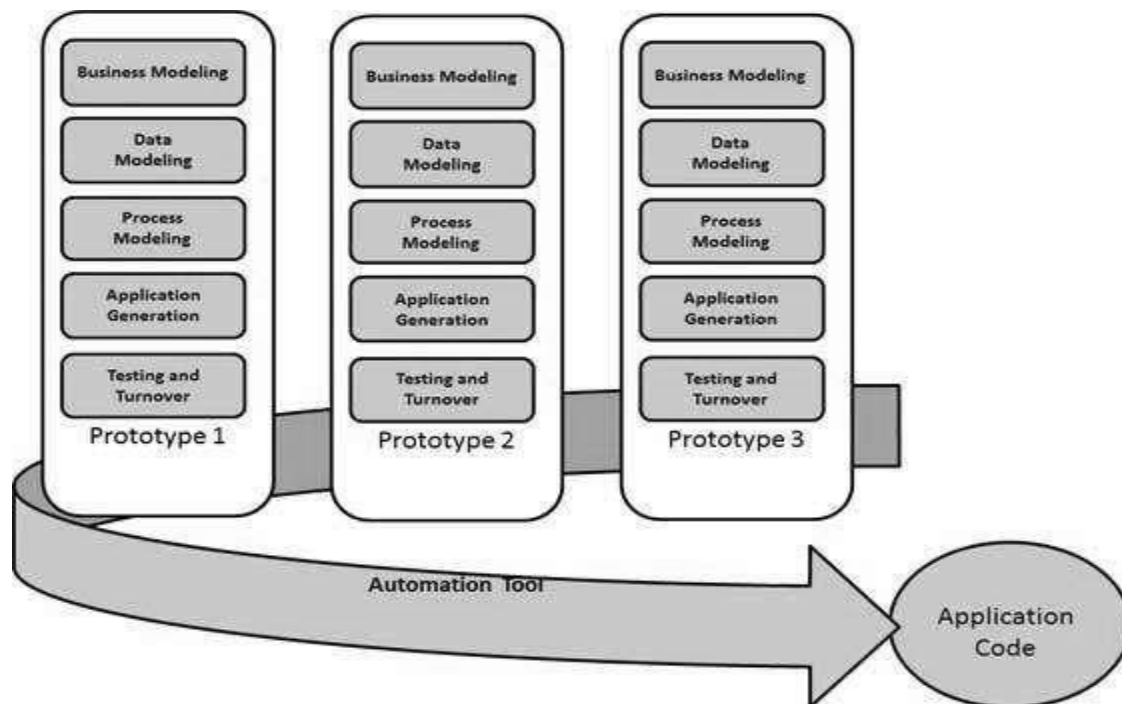 Business Modeling
Data
Modeling
Process
Modeling
Application
Generation
Testing and
Turnover
Prototype 1
Business Modeling
Data
Modeling
Process
Modeling
Application
Generation
Testing and
Turnover
Prototype 2
Business Modeling
Data
Modeling
Process
Modeling
Application
Generation
Testing and
Turnover
Prototype 3
Automation Tool
Application
Code